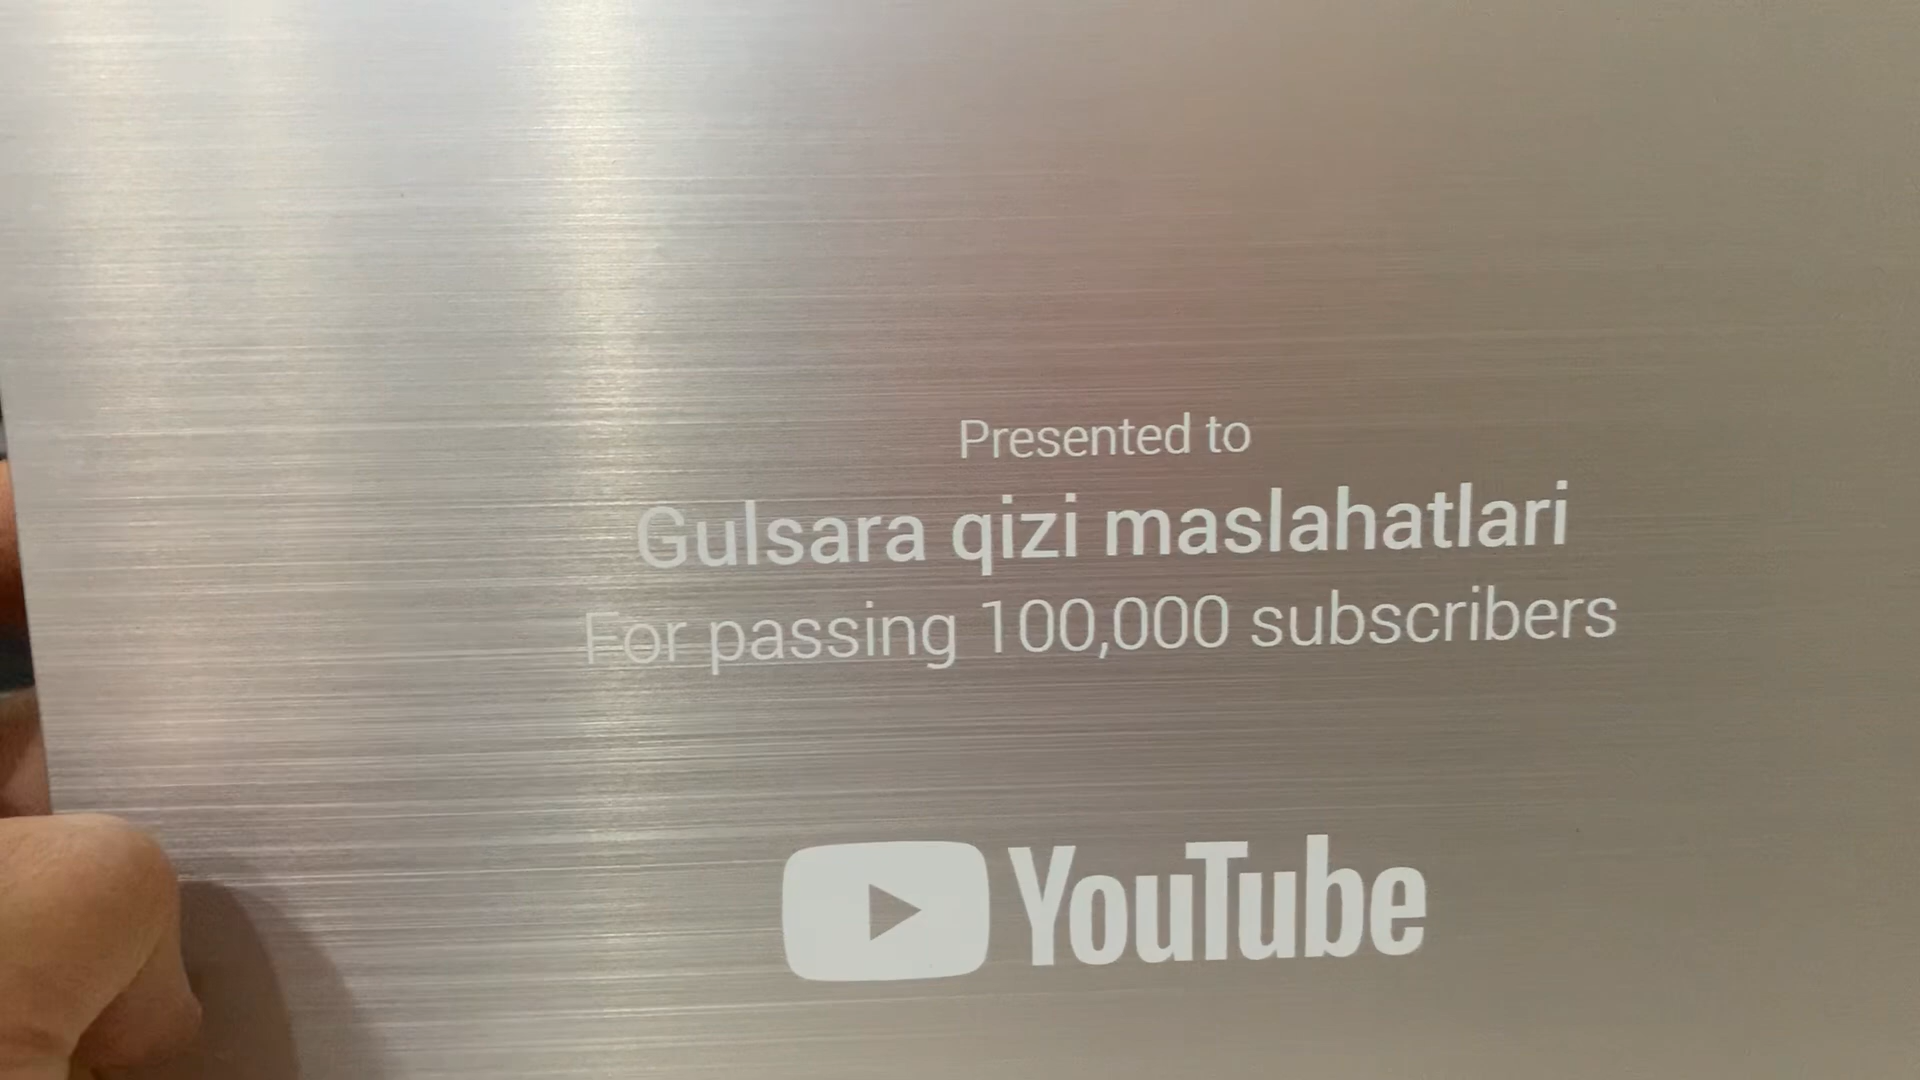 Presented to
Gulsara qizi maslahatlari
For passing 100,000 subscribers
YouTube